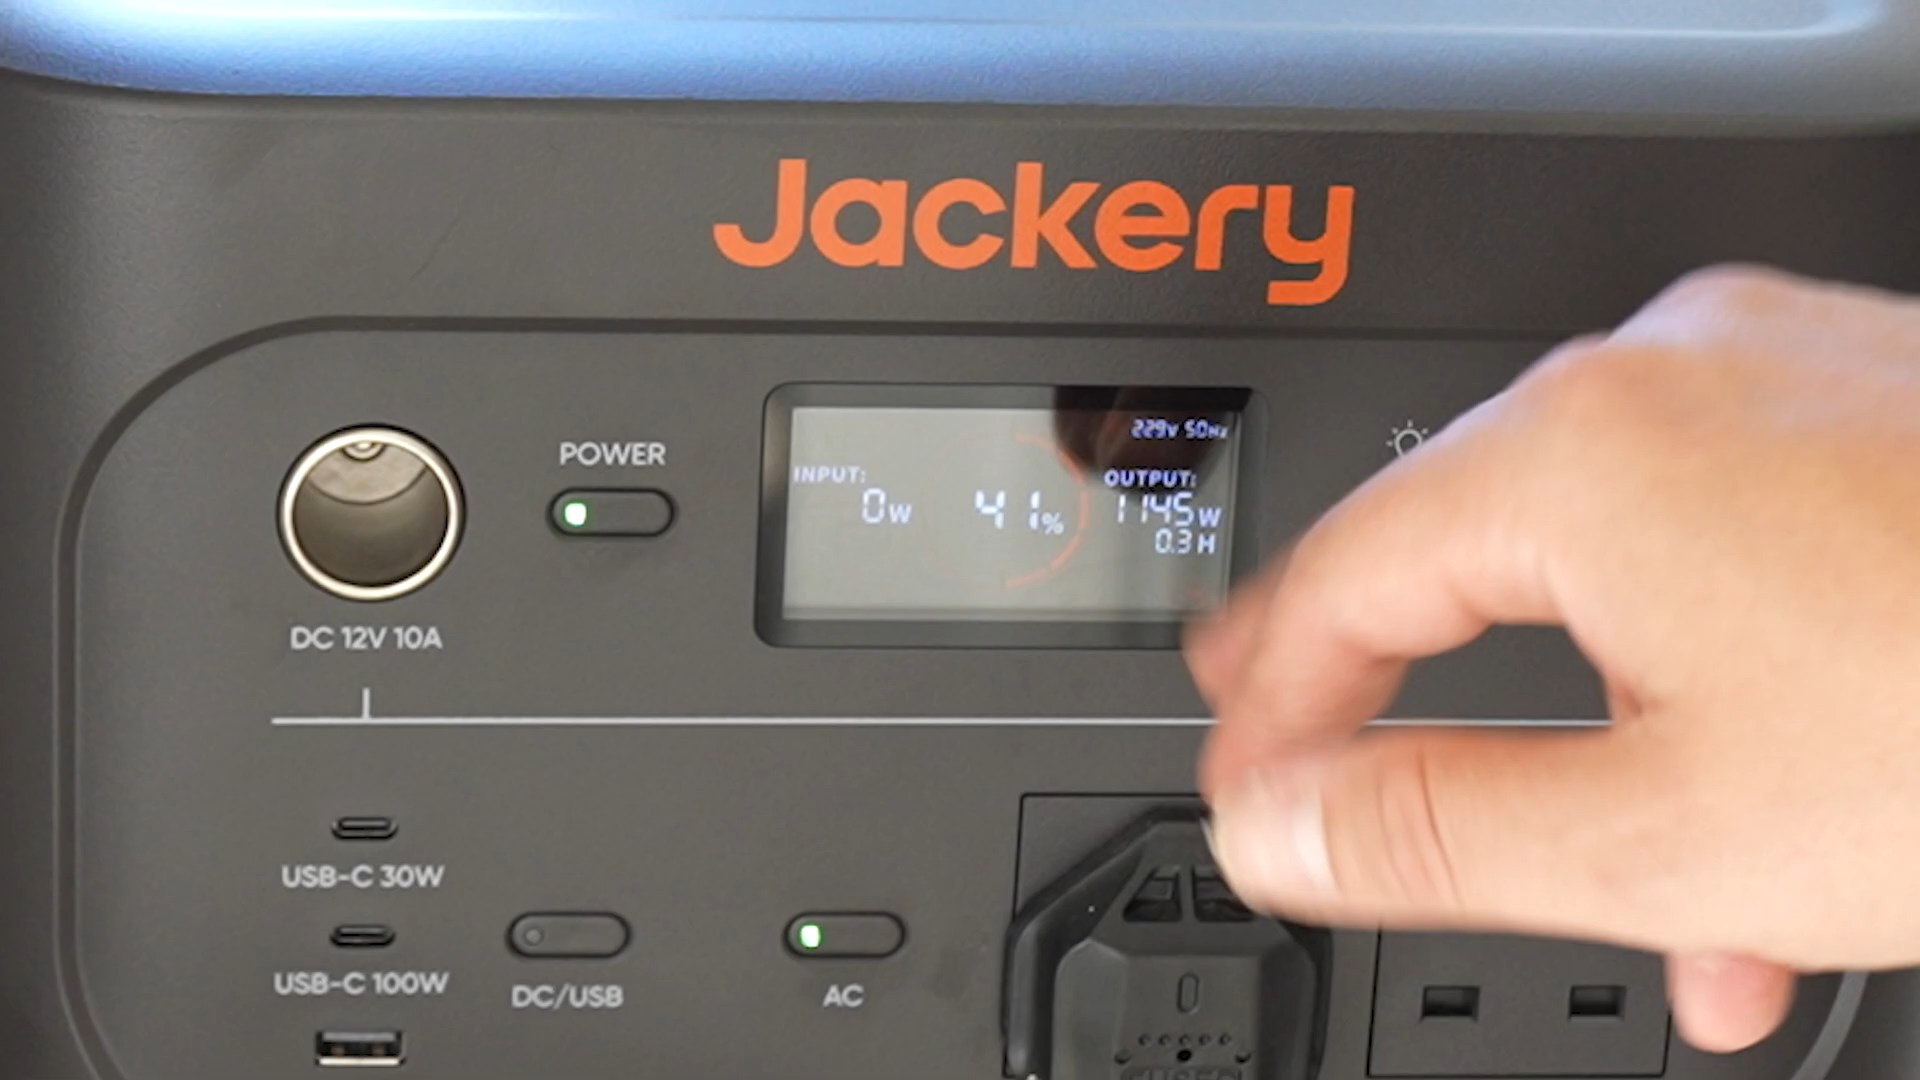 Jackery
POWER
229V 50Hz
INPUT:
0W
41%
OUTPUT:
1145W
0.3H
DC 12V 10A
USB-C 30W
USB-C 100W
DC/USB
AC
FUSED